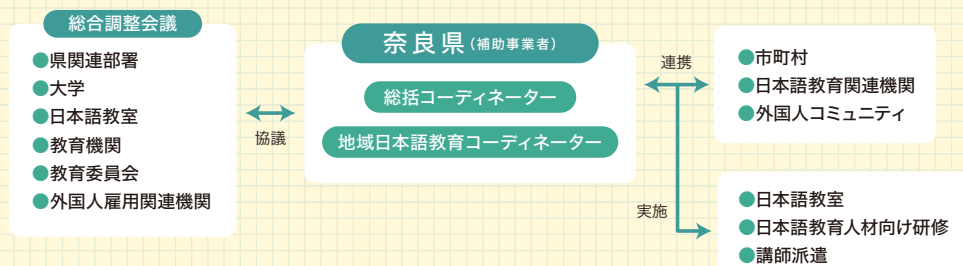 総合調整会議
●県関連部署
●大学
●日本語教室
●教育機関
●教育委員会
●外国人雇用関連機関
協議
奈良県(補助事業者)
総括コーディネーター
地域日本語教育コーディネーター
連携
●市町村
●日本語教育関連機関
●外国人コミュニティ
実施
●日本語教室
●日本語教育人材向け研修
●講師派遣